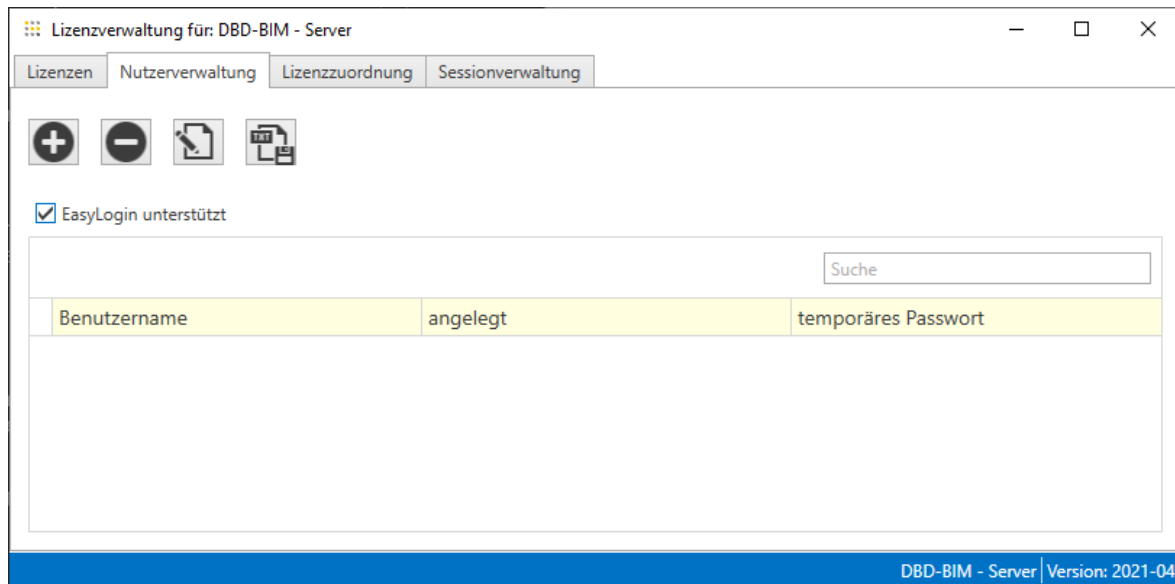 Lizenzverwaltung für: DBD-BIM - Server
Lizenzen Nutzerverwaltung Lizenzzuordnung Sessionverwaltung
TXT
EasyLogin unterstützt
Suche
Benutzername angelegt temporäres Passwort
DBD-BIM - Server Version: 2021-04